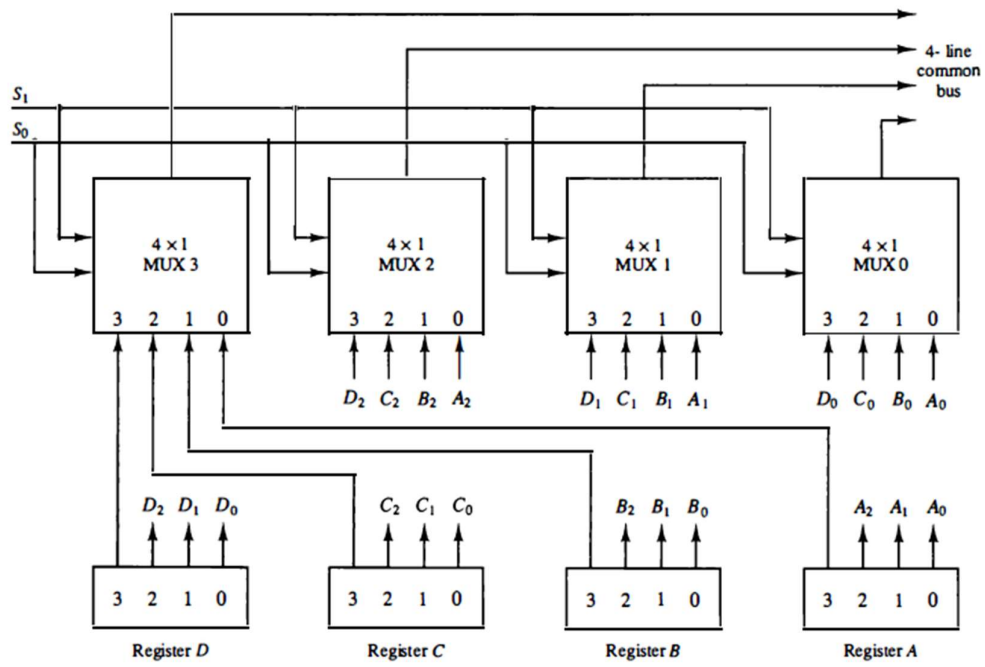 4- line
common
bus
S₁
S₀
4 × 1
MUX 3
3 2 1 0
4 × 1
MUX 2
3 2 1 0
4 × 1
MUX 1
3 2 1 0
4 × 1
MUX 0
3 2 1 0
D₂ C₂ B₂ A₂
D₁ C₁ B₁ A₁
D₀ C₀ B₀ A₀
D₂ D₁ D₀
C₂ C₁ C₀
B₂ B₁ B₀
A₂ A₁ A₀
3 2 1 0
3 2 1 0
3 2 1 0
3 2 1 0
Register D
Register C
Register B
Register A